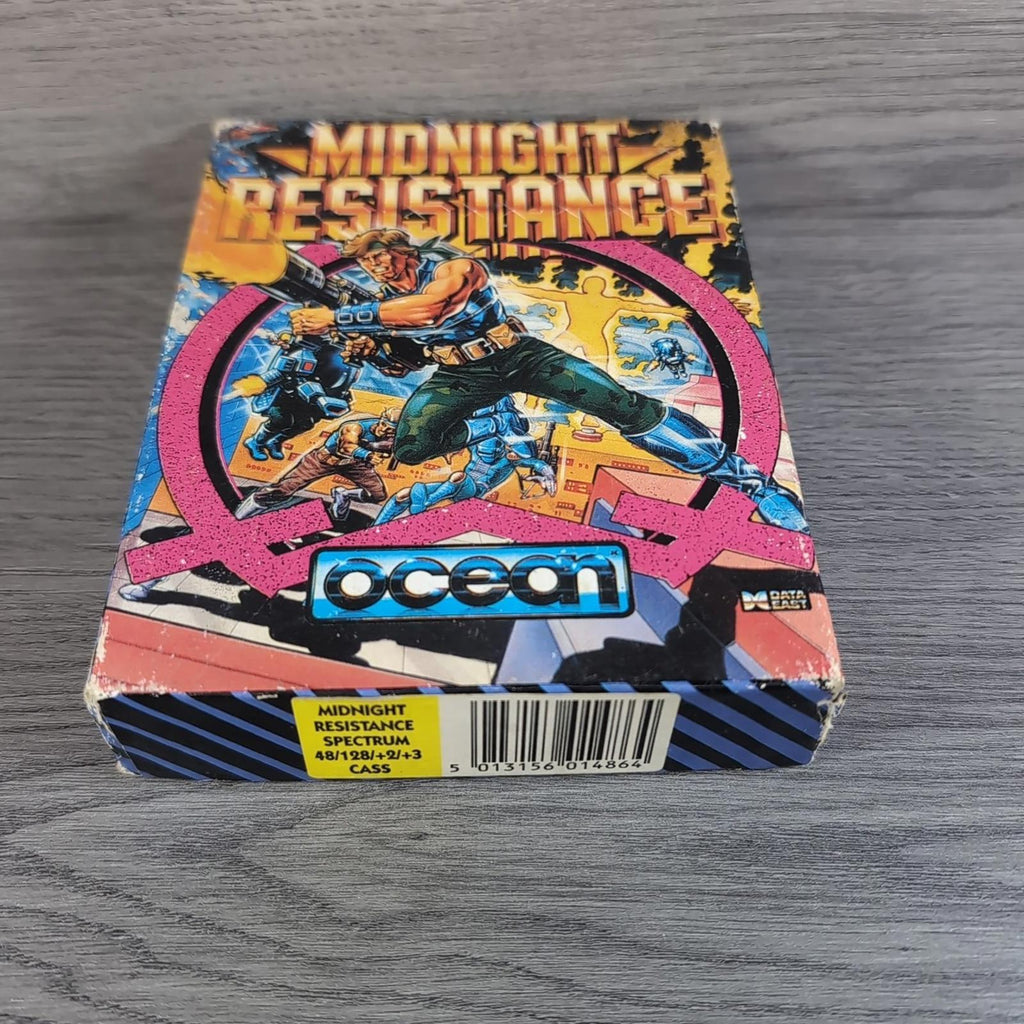 MIDNIGHT
RESISTANCE
ocean
DATA
EAST
MIDNIGHT
RESISTANCE
SPECTRUM
48/128/+2/+3
CASS
5 013156 014864